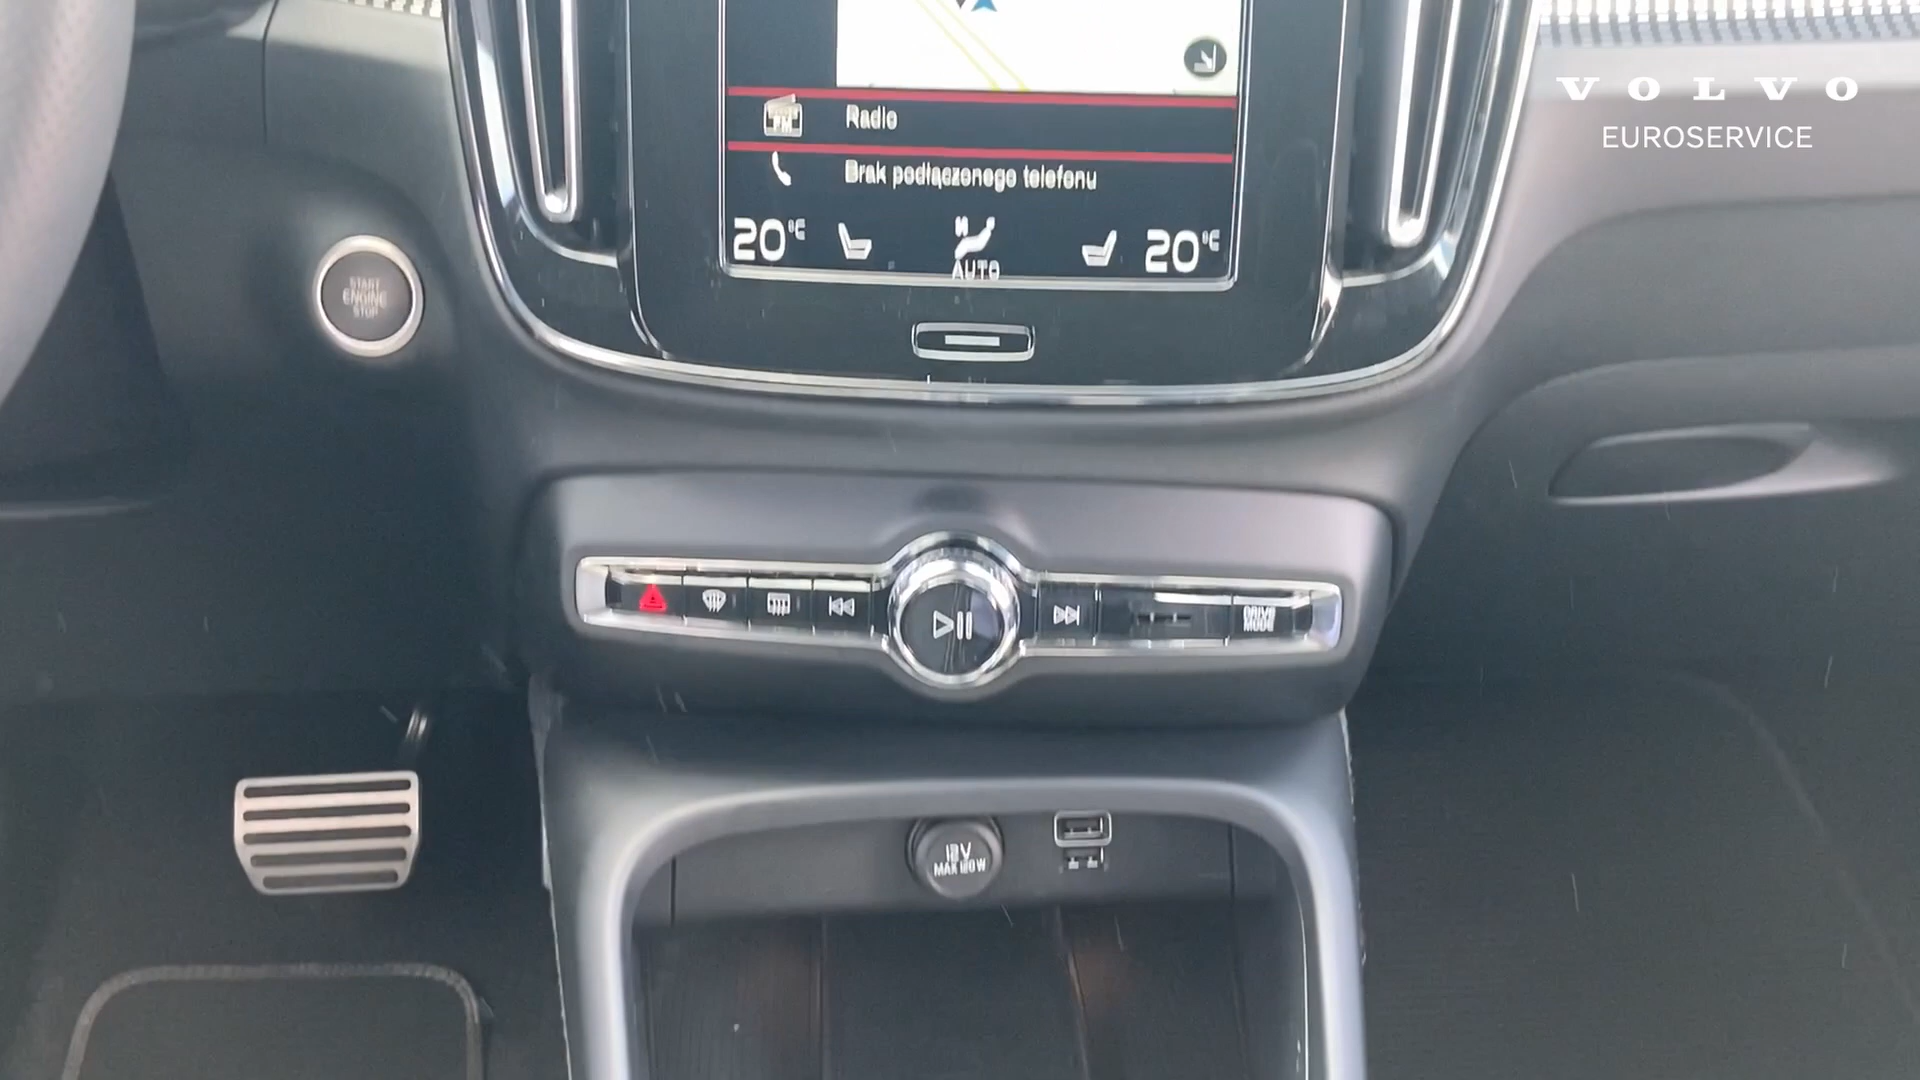 VOLVO
EUROSERVICE
Radio
Brak podłączonego telefonu
20°C
AUTO
20°C
START
ENGINE
STOP
DRIVE
MODE
12V
MAX 120W